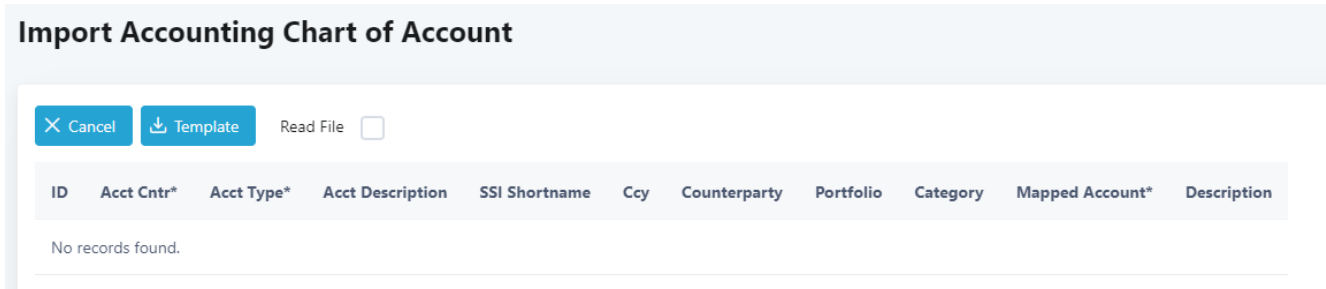 Import Accounting Chart of Account
Cancel Template Read File
ID Acct Cntr* Acct Type* Acct Description SSI Shortname Ccy Counterparty Portfolio Category Mapped Account* Description
No records found.